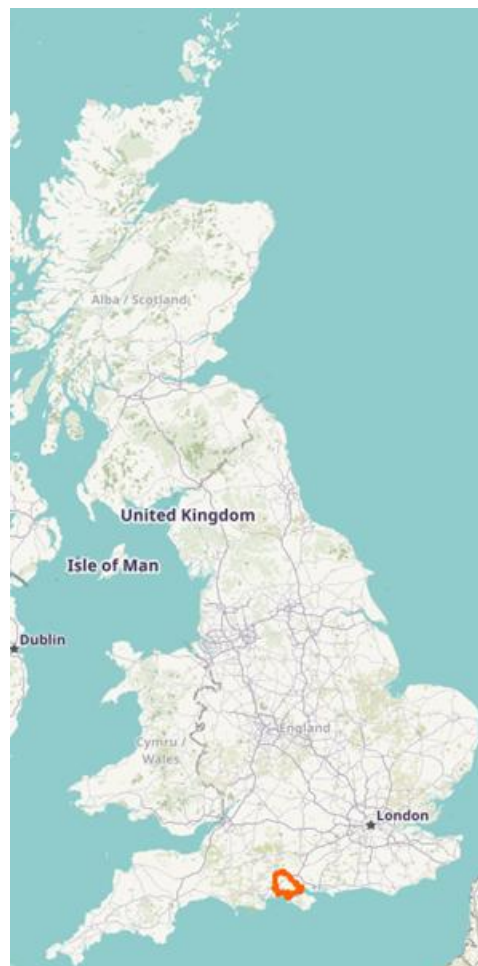 Alba / Scotland
United Kingdom
Isle of Man
Dublin
England
Cymru /
Wales
London